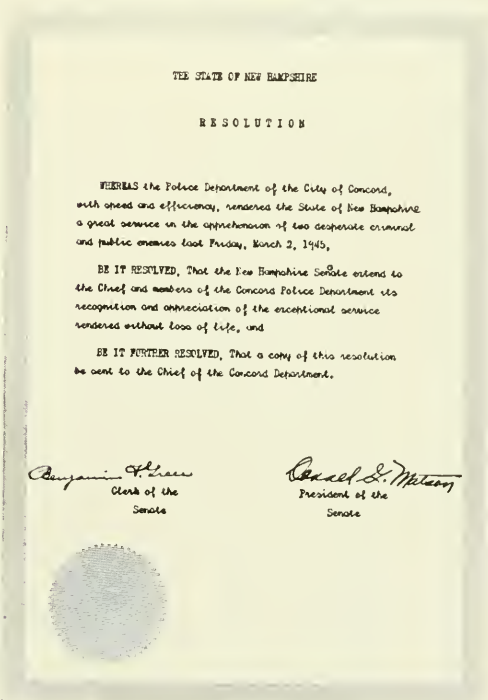 THE STATE OF NEW HAMPSHIRE
RESOLUTION
WHEREAS the Police Department of the City of Concord,
with speed and efficiency, rendered the State of New Hampshire
a great service in the apprehension of two desperate criminal
and public enemies last Friday, March 2, 1945,
BE IT RESOLVED, That the New Hampshire Senate extend to
the Chief and members of the Concord Police Department its
recognition and appreciation of the exceptional service
rendered without loss of life, and
BE IT FURTHER RESOLVED, That a copy of this resolution
be sent to the Chief of the Concord Department.
Benjamin F. Greer
Clerk of the
Senate
Donald G. Matson
President of the
Senate